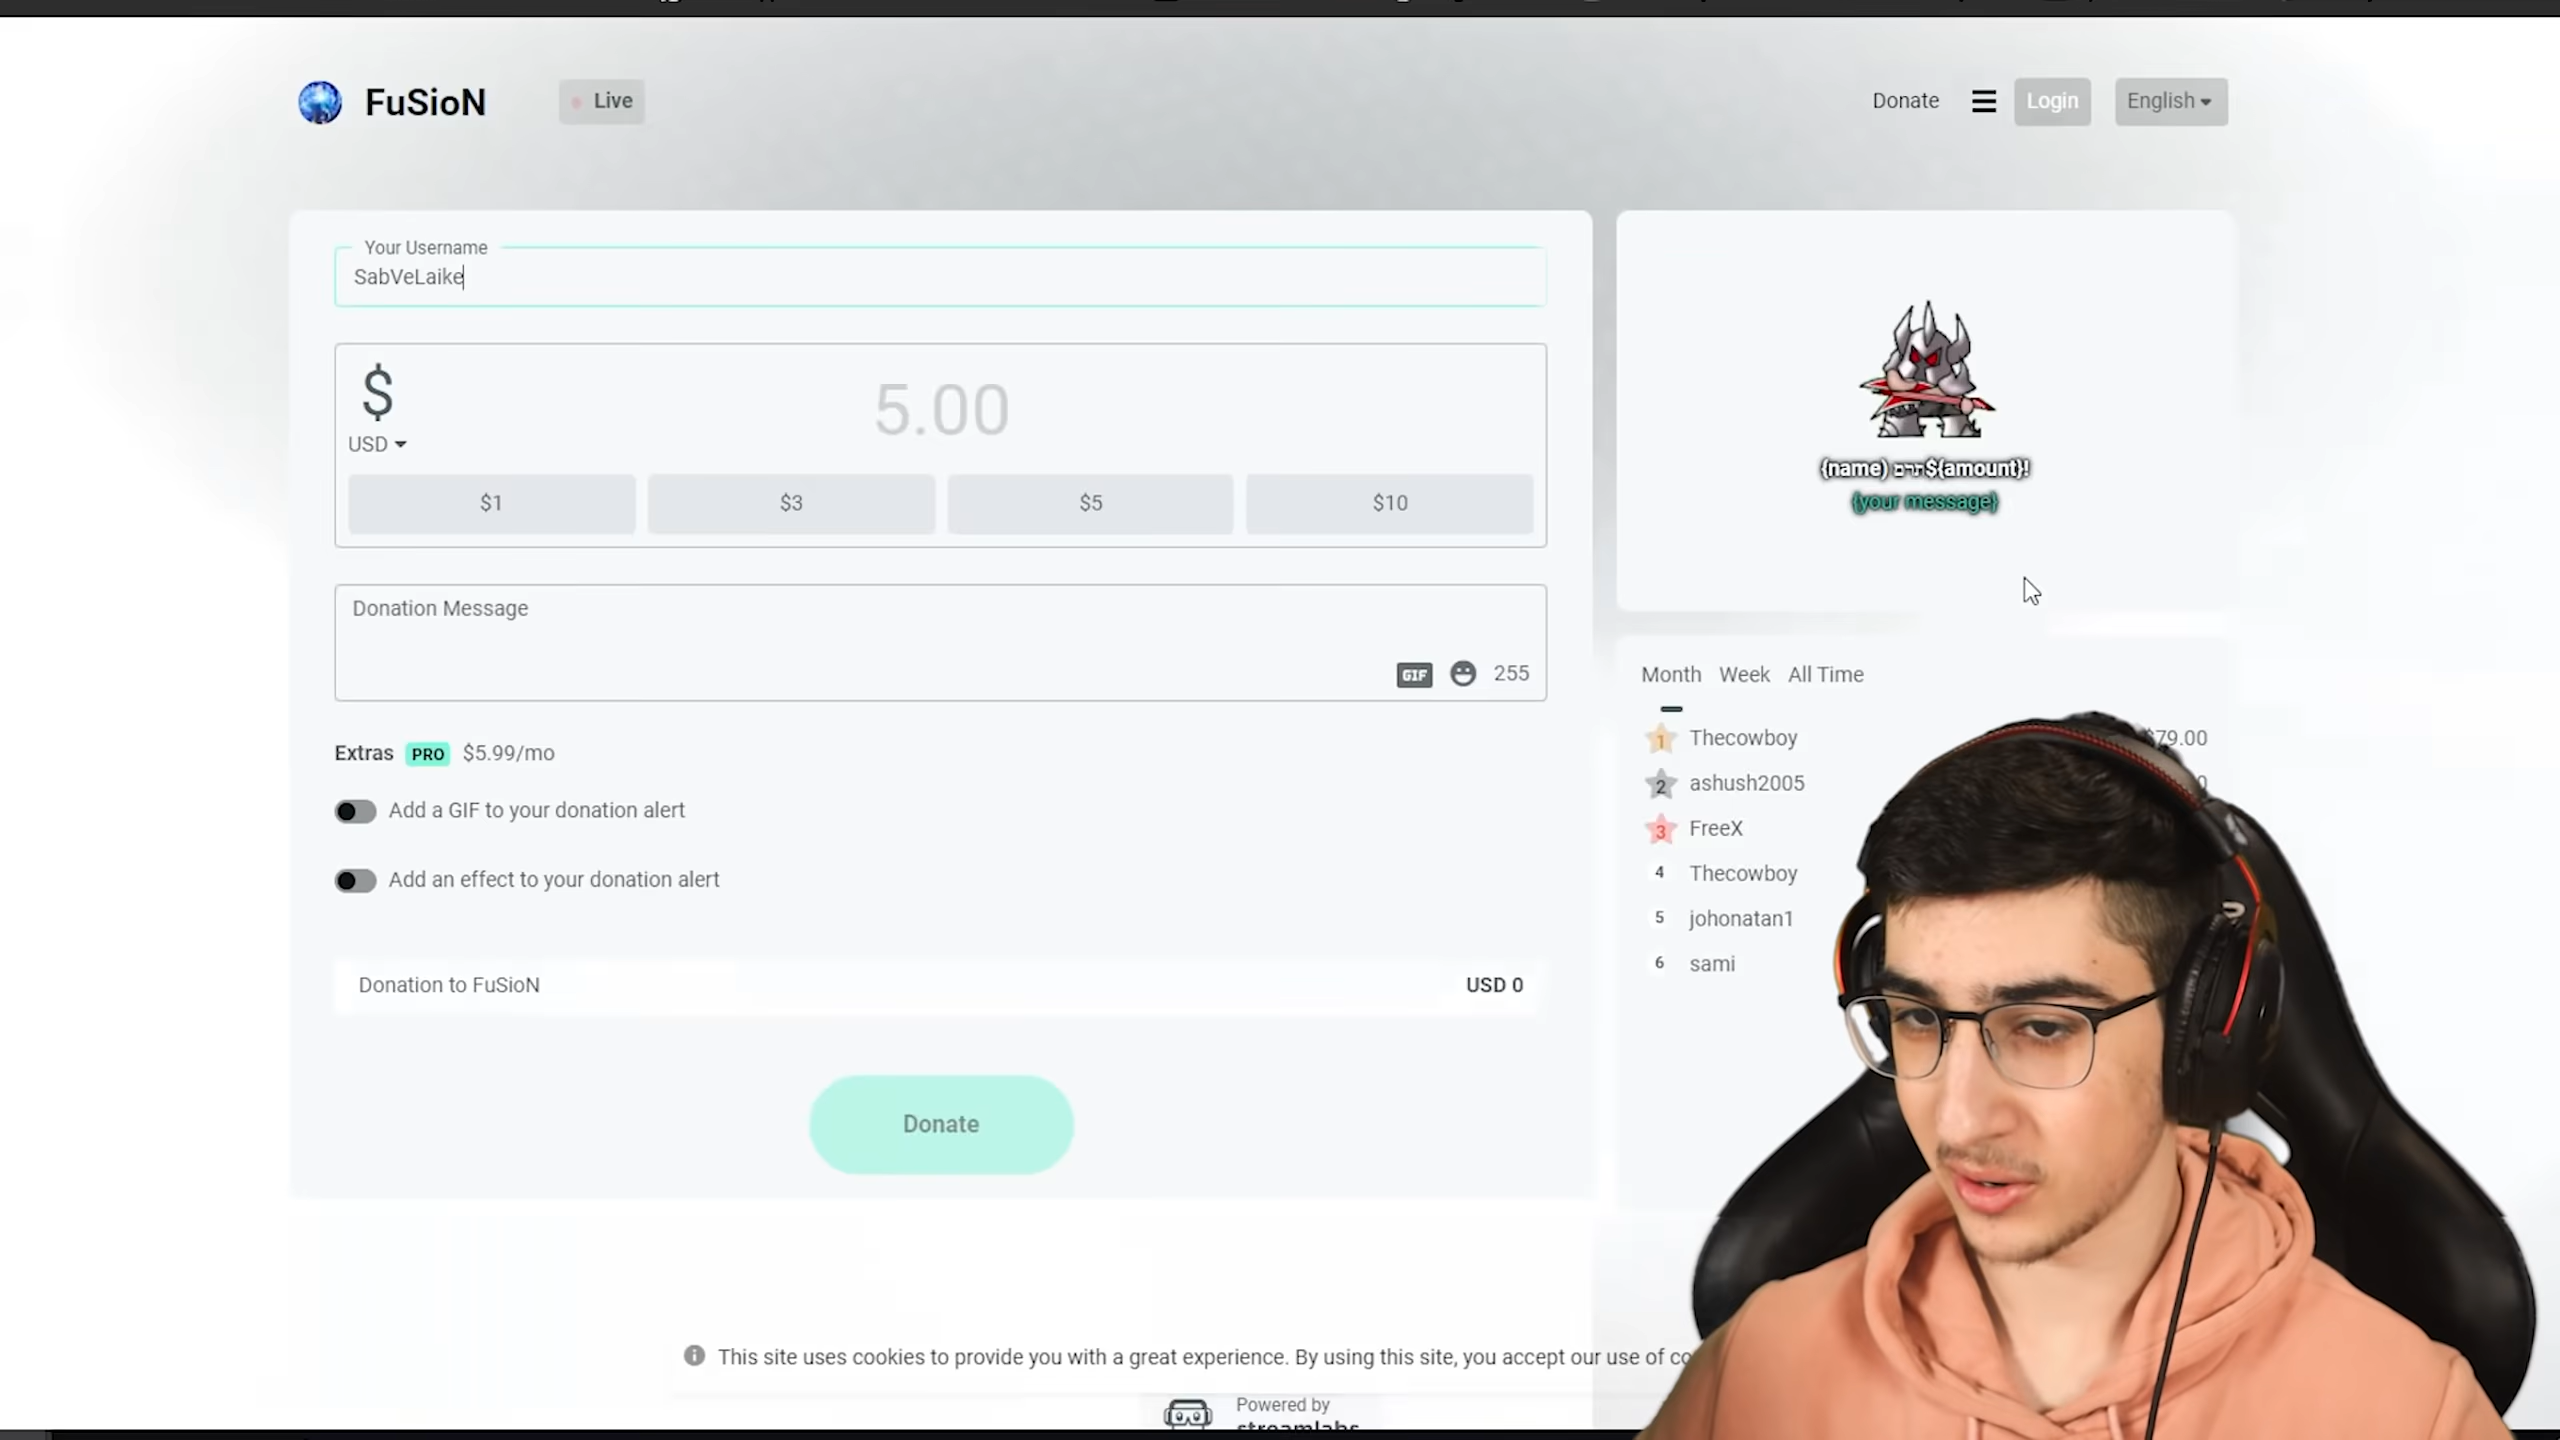 FuSioN
Live
Donate
Login
English
Your Username
SabVeLaike
$
5.00
USD
$1
$3
$5
$10
Donation Message
GIF
255
Extras PRO $5.99/mo
Add a GIF to your donation alert
Add an effect to your donation alert
Donation to FuSioN
USD 0
Donate
{name} תרם ${amount}!
{your message}
Month Week All Time
1 Thecowboy $79.00
2 ashush2005
3 FreeX
4 Thecowboy
5 johonatan1
6 sami
This site uses cookies to provide you with a great experience. By using this site, you accept our use of
Powered by
streamlabs